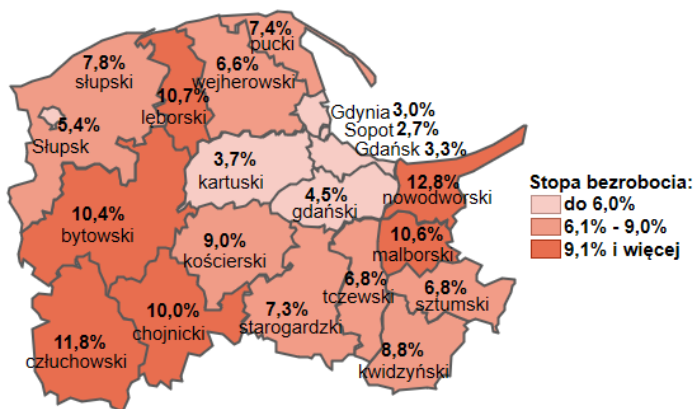 7,4%
pucki
7,8%
słupski
6,6%
wejherowski
10,7%
lęborski
Gdynia 3,0%
Sopot 2,7%
Gdańsk 3,3%
5,4%
Słupsk
3,7%
kartuski
4,5%
gdański
12,8%
nowodworski
Stopa bezrobocia:
do 6,0%
6,1% - 9,0%
9,1% i więcej
10,4%
bytowski
9,0%
kościerski
10,6%
malborski
6,8%
tczewski
6,8%
sztumski
10,0%
chojnicki
7,3%
starogardzki
11,8%
człuchowski
8,8%
kwidzyński